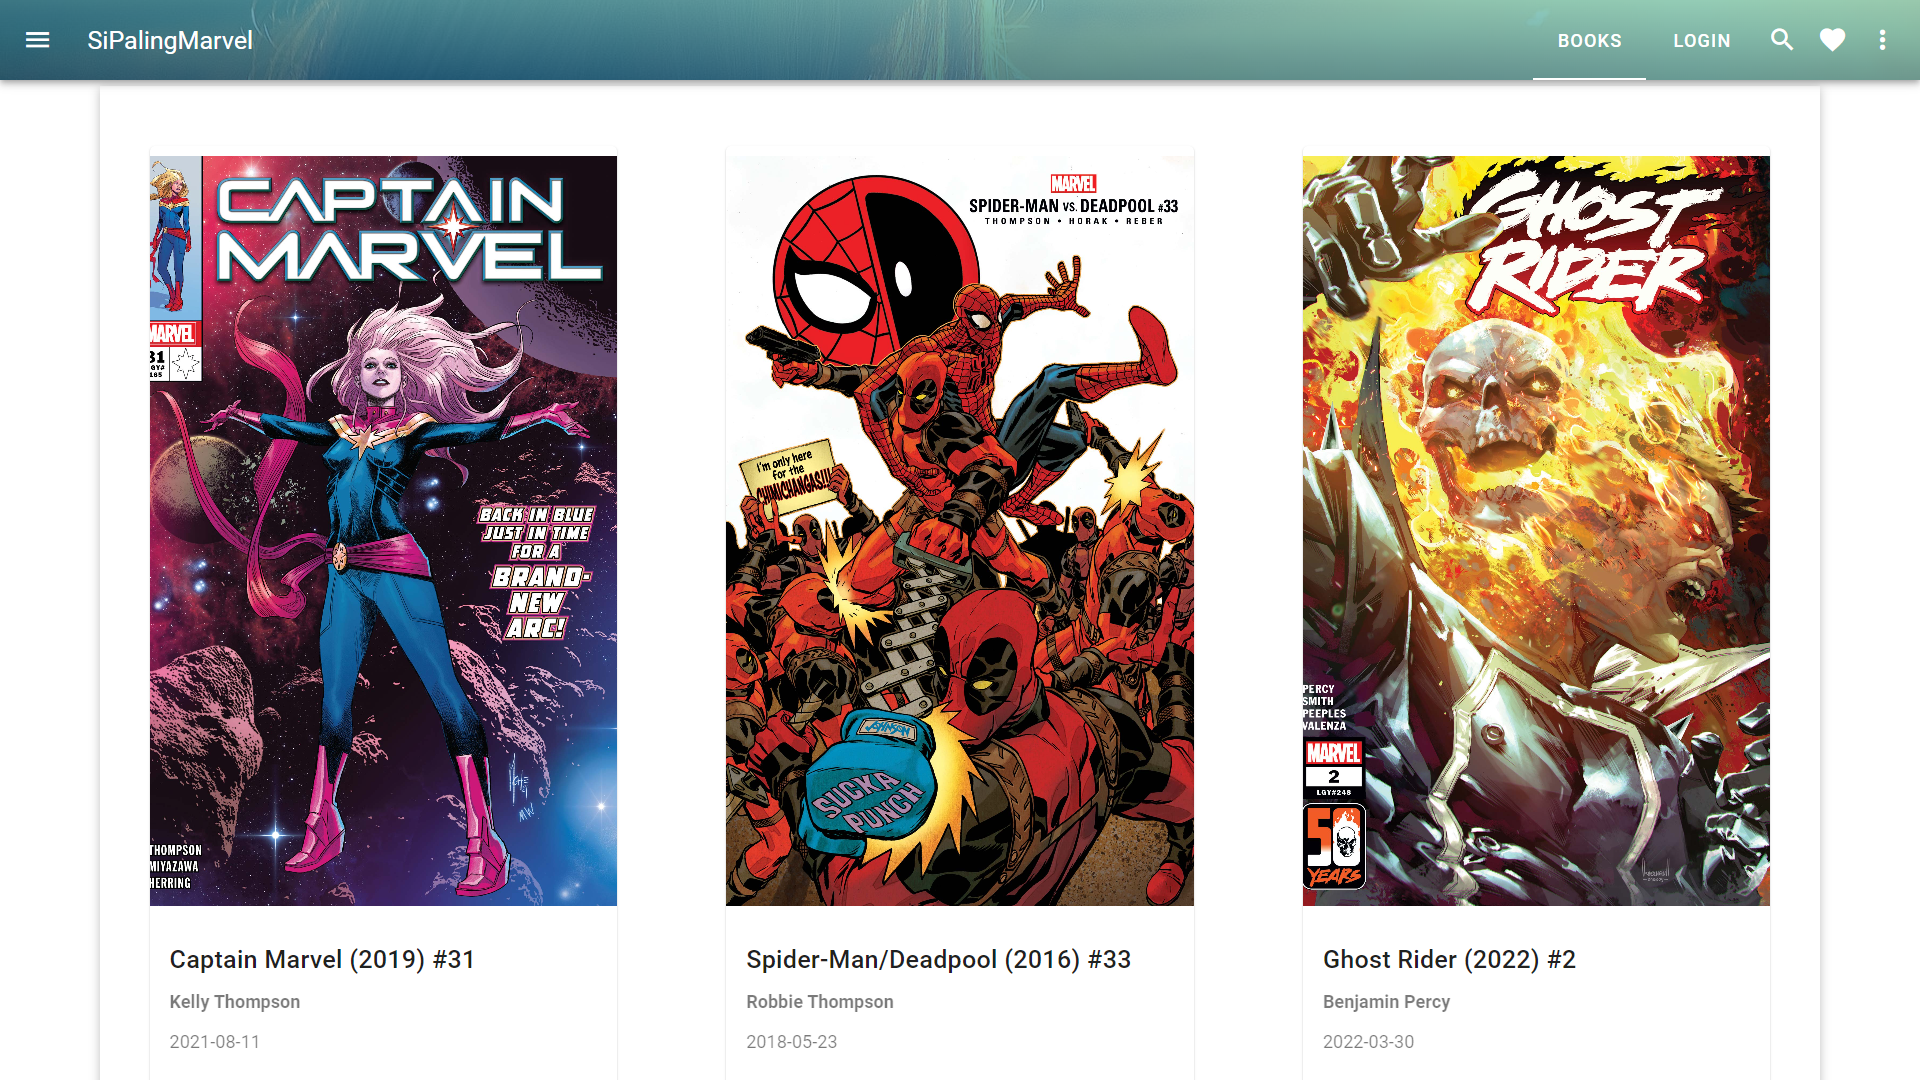 SiPalingMarvel
BOOKS
LOGIN
CAPTAIN
MARVEL
MARVEL
31
BACK IN BLUE
JUST IN TIME
FOR A
BRAND-
NEW
ARC!
THOMPSON
MIYAZAWA
HERRING
MARVEL
SPIDER-MAN VS. DEADPOOL #33
THOMPSON • HORAK • REBER
I'm only here
for the
CHIMICHANGAS!!
JOHNSON
SUCKA
PUNCH
GHOST
RIDER
PERCY
SMITH
PEEPLES
VALENZA
MARVEL
2
LGY#248
50
YEARS
Captain Marvel (2019) #31
Kelly Thompson
2021-08-11
Spider-Man/Deadpool (2016) #33
Robbie Thompson
2018-05-23
Ghost Rider (2022) #2
Benjamin Percy
2022-03-30